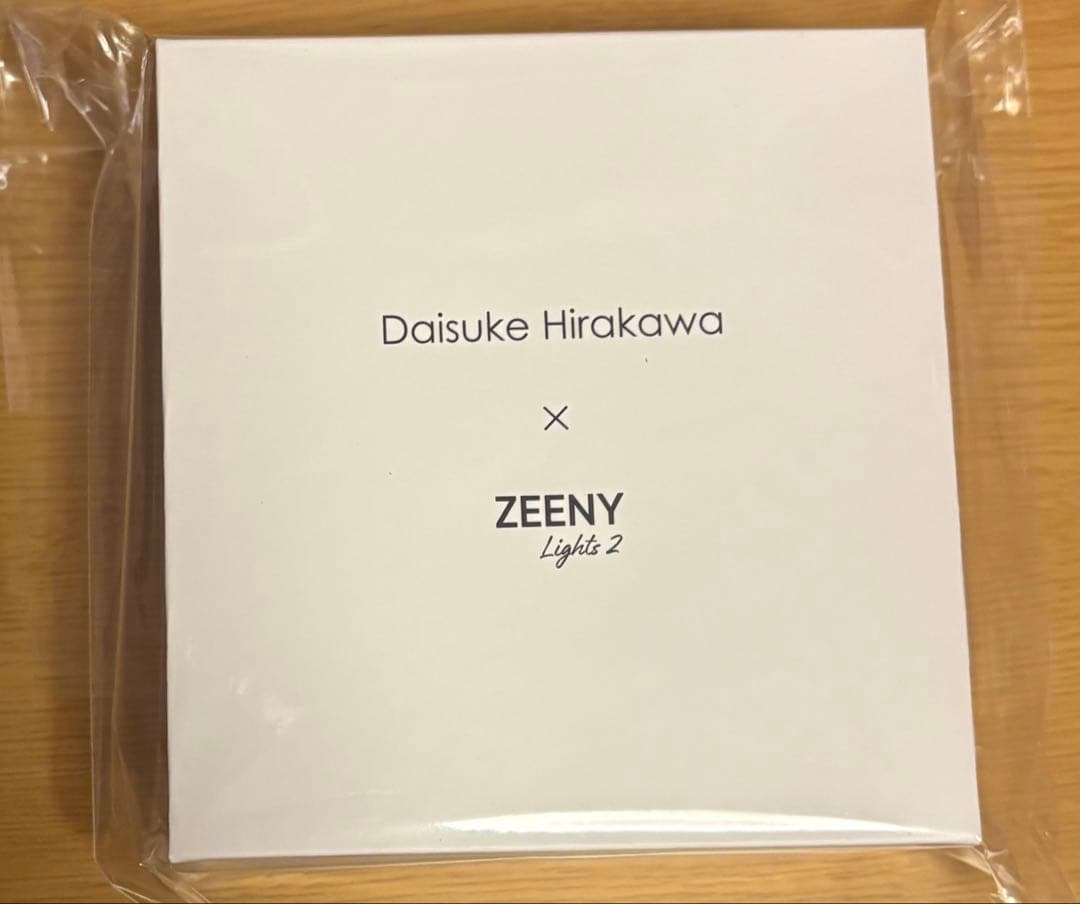 Daisuke Hirakawa
×
ZEENY
Lights 2